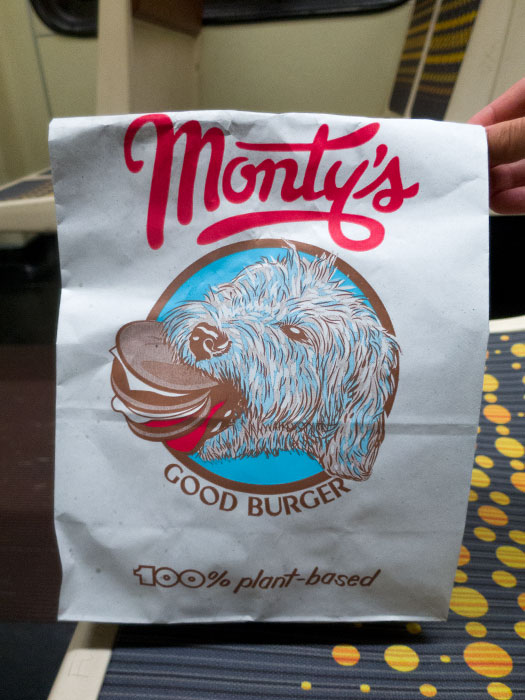 Monty's
GOOD BURGER
100% plant-based